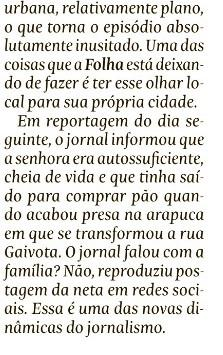 urbana, relativamente plano,
o que torna o episódio abso-
lutamente inusitado. Uma das
coisas que a Folha está deixan-
do de fazer é ter esse olhar lo-
cal para sua própria cidade.
Em reportagem do dia se-
guinte, o jornal informou que
a senhora era autossuficiente,
cheia de vida e que tinha saí-
do para comprar pão quan-
do acabou presa na arapuca
em que se transformou a rua
Gaivota. O jornal falou com a
família? Não, reproduziu pos-
tagem da neta em redes soci-
ais. Essa é uma das novas di-
nâmicas do jornalismo.